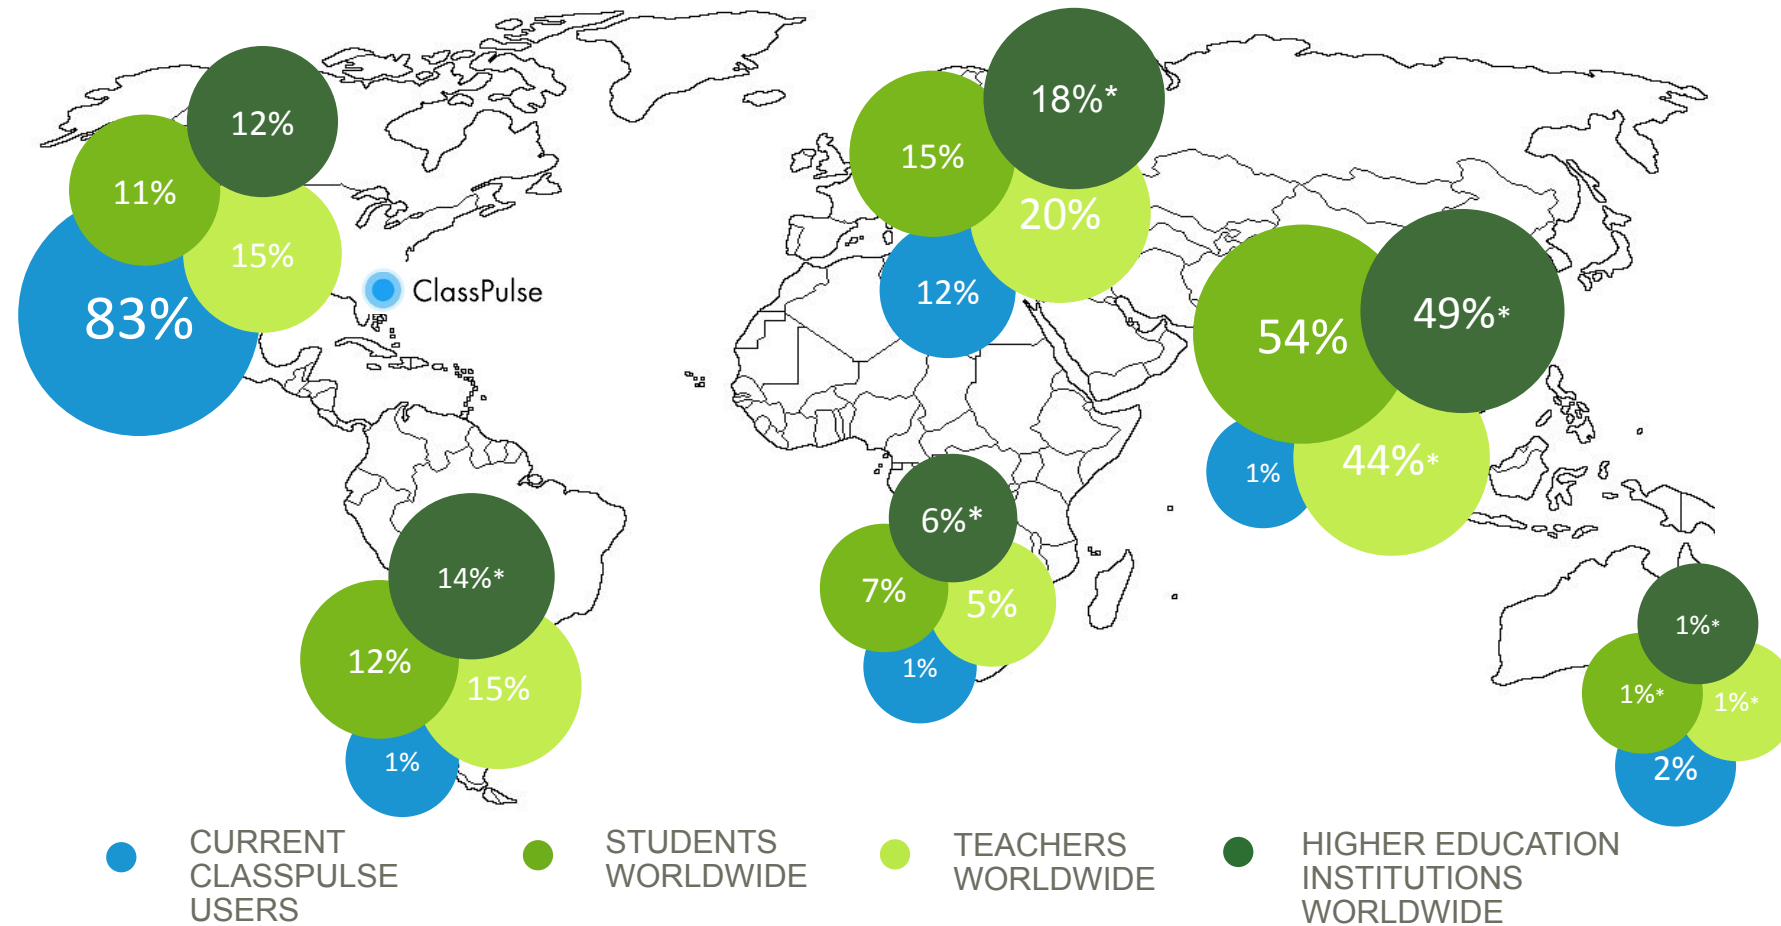 12%
11%
15%
83%
ClassPulse
18%*
15%
20%
12%
54%
49%*
44%*
1%
14%*
12%
15%
1%
6%*
7%
5%
1%
1%*
1%*
1%*
2%
CURRENT
CLASSPULSE
USERS
STUDENTS
WORLDWIDE
TEACHERS
WORLDWIDE
HIGHER EDUCATION
INSTITUTIONS
WORLDWIDE